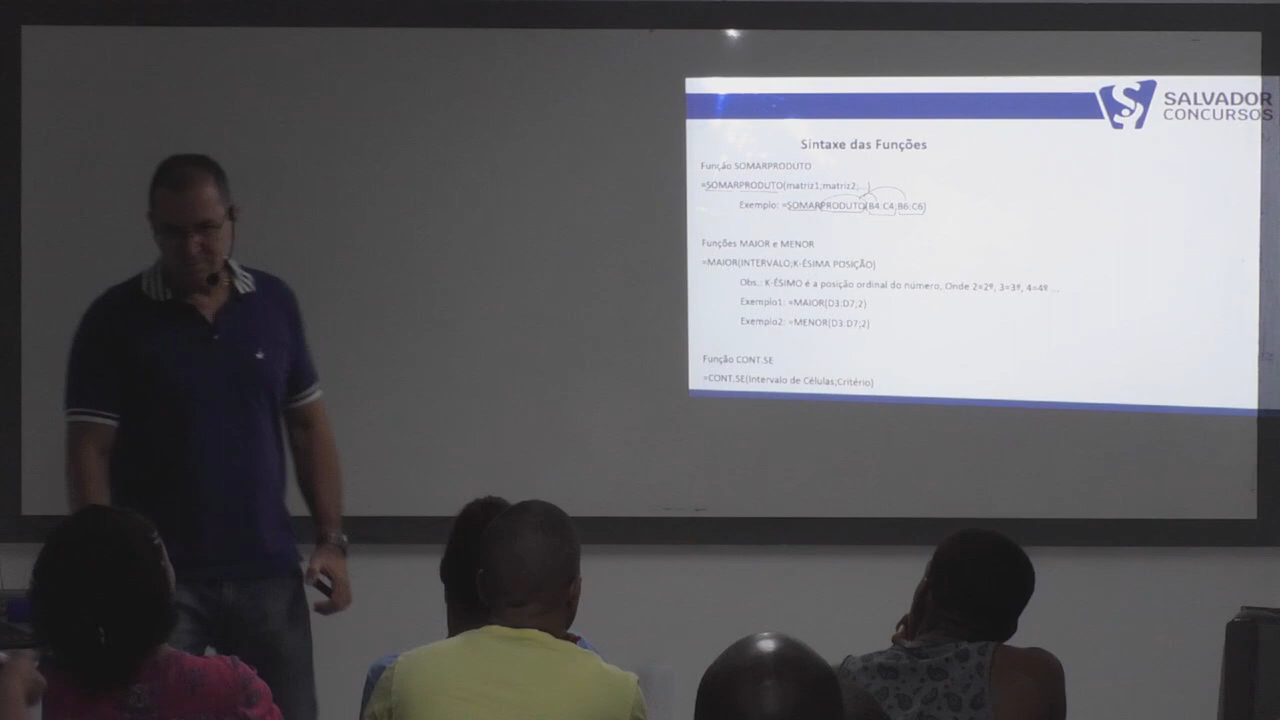 SALVADOR
CONCURSOS
Sintaxe das Funções
Função SOMARPRODUTO
=SOMARPRODUTO(matriz1;matriz2;...)
Exemplo: =SOMARPRODUTO(B4:C4;B6:C6)
Funções MAIOR e MENOR
=MAIOR(INTERVALO;K-ÉSIMA POSIÇÃO)
Obs.: K-ÉSIMO é a posição ordinal do número. Onde 2=2º, 3=3º, 4=4º ...
Exemplo1: =MAIOR(D3:D7;2)
Exemplo2: =MENOR(D3:D7;2)
Função CONT.SE
=CONT.SE(Intervalo de Células;Critério)